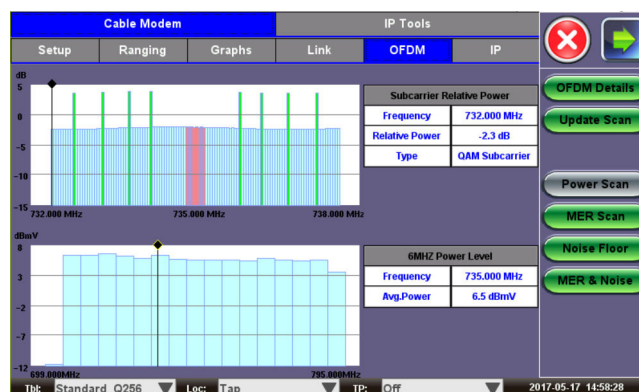 Cable Modem
IP Tools
Setup
Ranging
Graphs
Link
OFDM
IP
dB
5
0
-5
-10
-15
732.000 MHz
735.000 MHz
738.000 MHz
Subcarrier Relative Power
Frequency 732.000 MHz
Relative Power -2.3 dB
Type QAM Subcarrier
dBmV
8
3
-2
-7
-12
699.000MHz
795.000MHz
6MHZ Power Level
Frequency 735.000 MHz
Avg.Power 6.5 dBmV
OFDM Details
Update Scan
Power Scan
MER Scan
Noise Floor
MER & Noise
Tbl: Standard_Q256 Loc: Tap TP: Off 2017-05-17 14:58:28